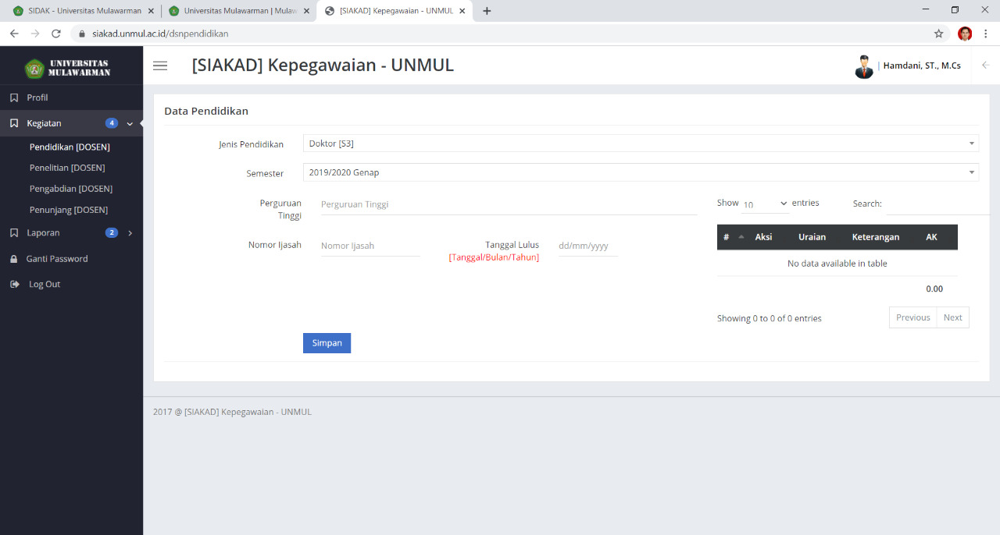 SIDAK - Universitas Mulawarman
Universitas Mulawarman | Mulaw
[SIAKAD] Kepegawaian - UNMUL
siakad.unmul.ac.id/dsnpendidikan
UNIVERSITAS
MULAWARMAN
[SIAKAD] Kepegawaian - UNMUL
| Hamdani, ST., M.Cs
Profil
Kegiatan 4
Pendidikan [DOSEN]
Penelitian [DOSEN]
Pengabdian [DOSEN]
Penunjang [DOSEN]
Laporan 2
Ganti Password
Log Out
Data Pendidikan
Jenis Pendidikan Doktor [S3]
Semester 2019/2020 Genap
Perguruan
Tinggi
Perguruan Tinggi
Nomor Ijasah Nomor Ijasah
Tanggal Lulus
[Tanggal/Bulan/Tahun]
dd/mm/yyyy
Show 10 entries Search:
# Aksi Uraian Keterangan AK
No data available in table
0.00
Showing 0 to 0 of 0 entries Previous Next
Simpan
2017 @ [SIAKAD] Kepegawaian - UNMUL